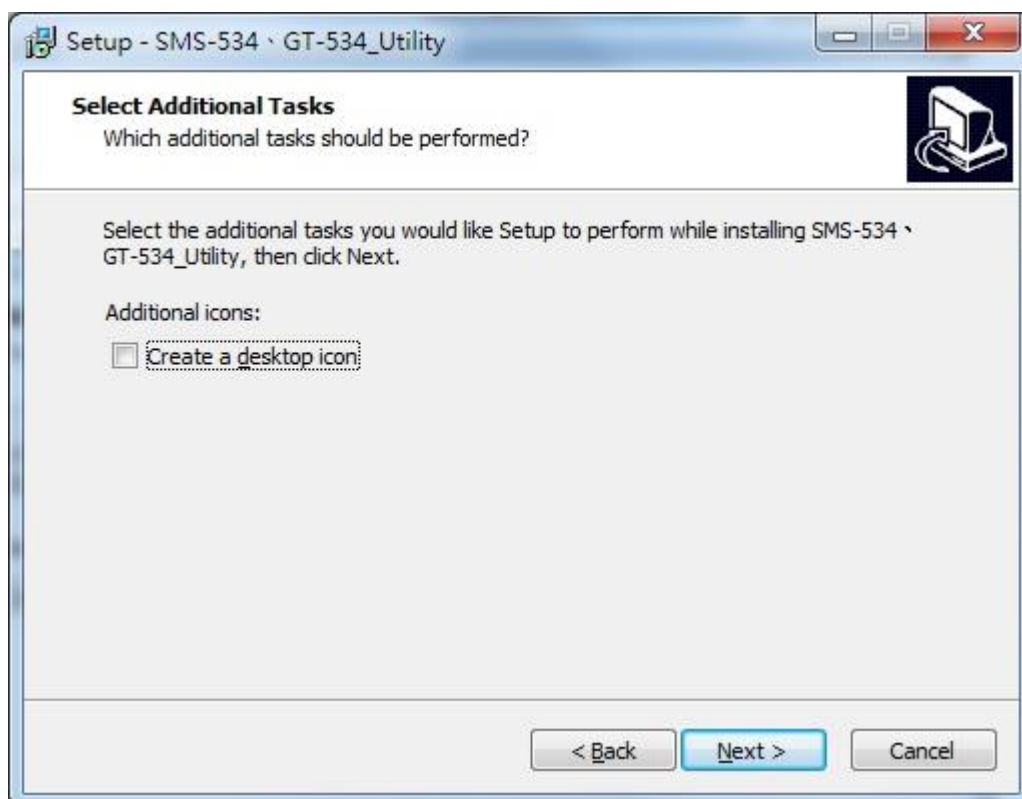 Setup - SMS-534、GT-534_Utility
Select Additional Tasks
Which additional tasks should be performed?
Select the additional tasks you would like Setup to perform while installing SMS-534、
GT-534_Utility, then click Next.
Additional icons:
Create a desktop icon
< Back
Next >
Cancel